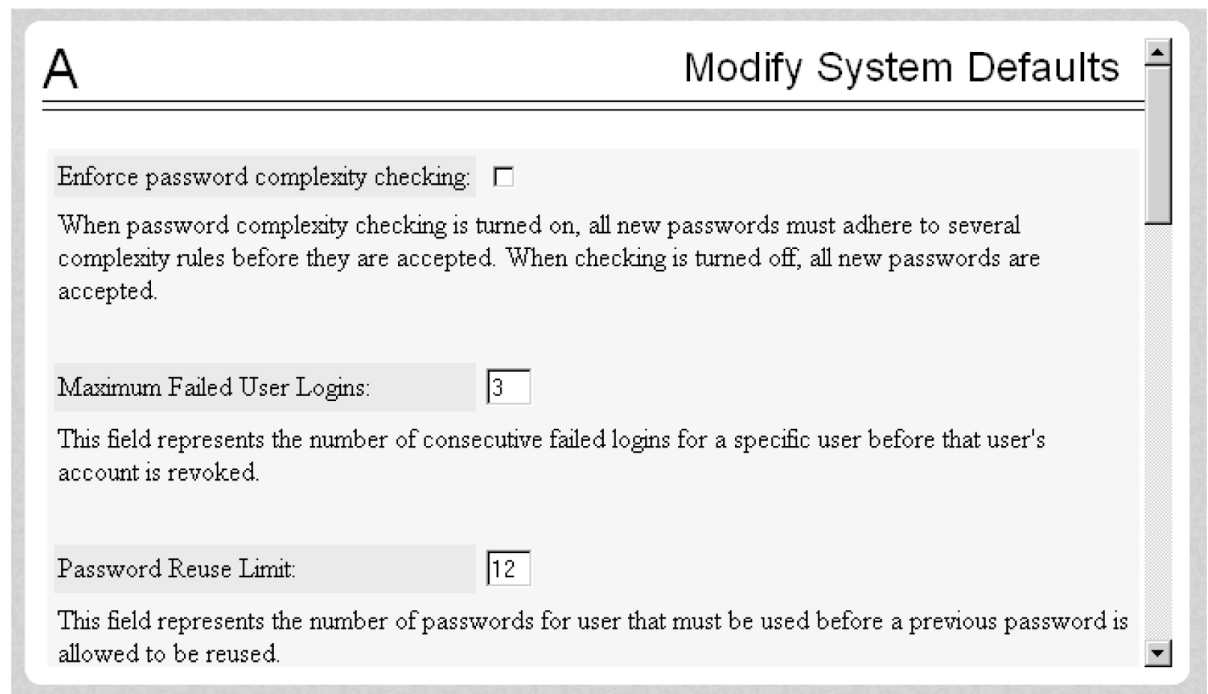 A Modify System Defaults
Enforce password complexity checking:
When password complexity checking is turned on, all new passwords must adhere to several
complexity rules before they are accepted. When checking is turned off, all new passwords are
accepted.
Maximum Failed User Logins: 3
This field represents the number of consecutive failed logins for a specific user before that user's
account is revoked.
Password Reuse Limit: 12
This field represents the number of passwords for user that must be used before a previous password is
allowed to be reused.